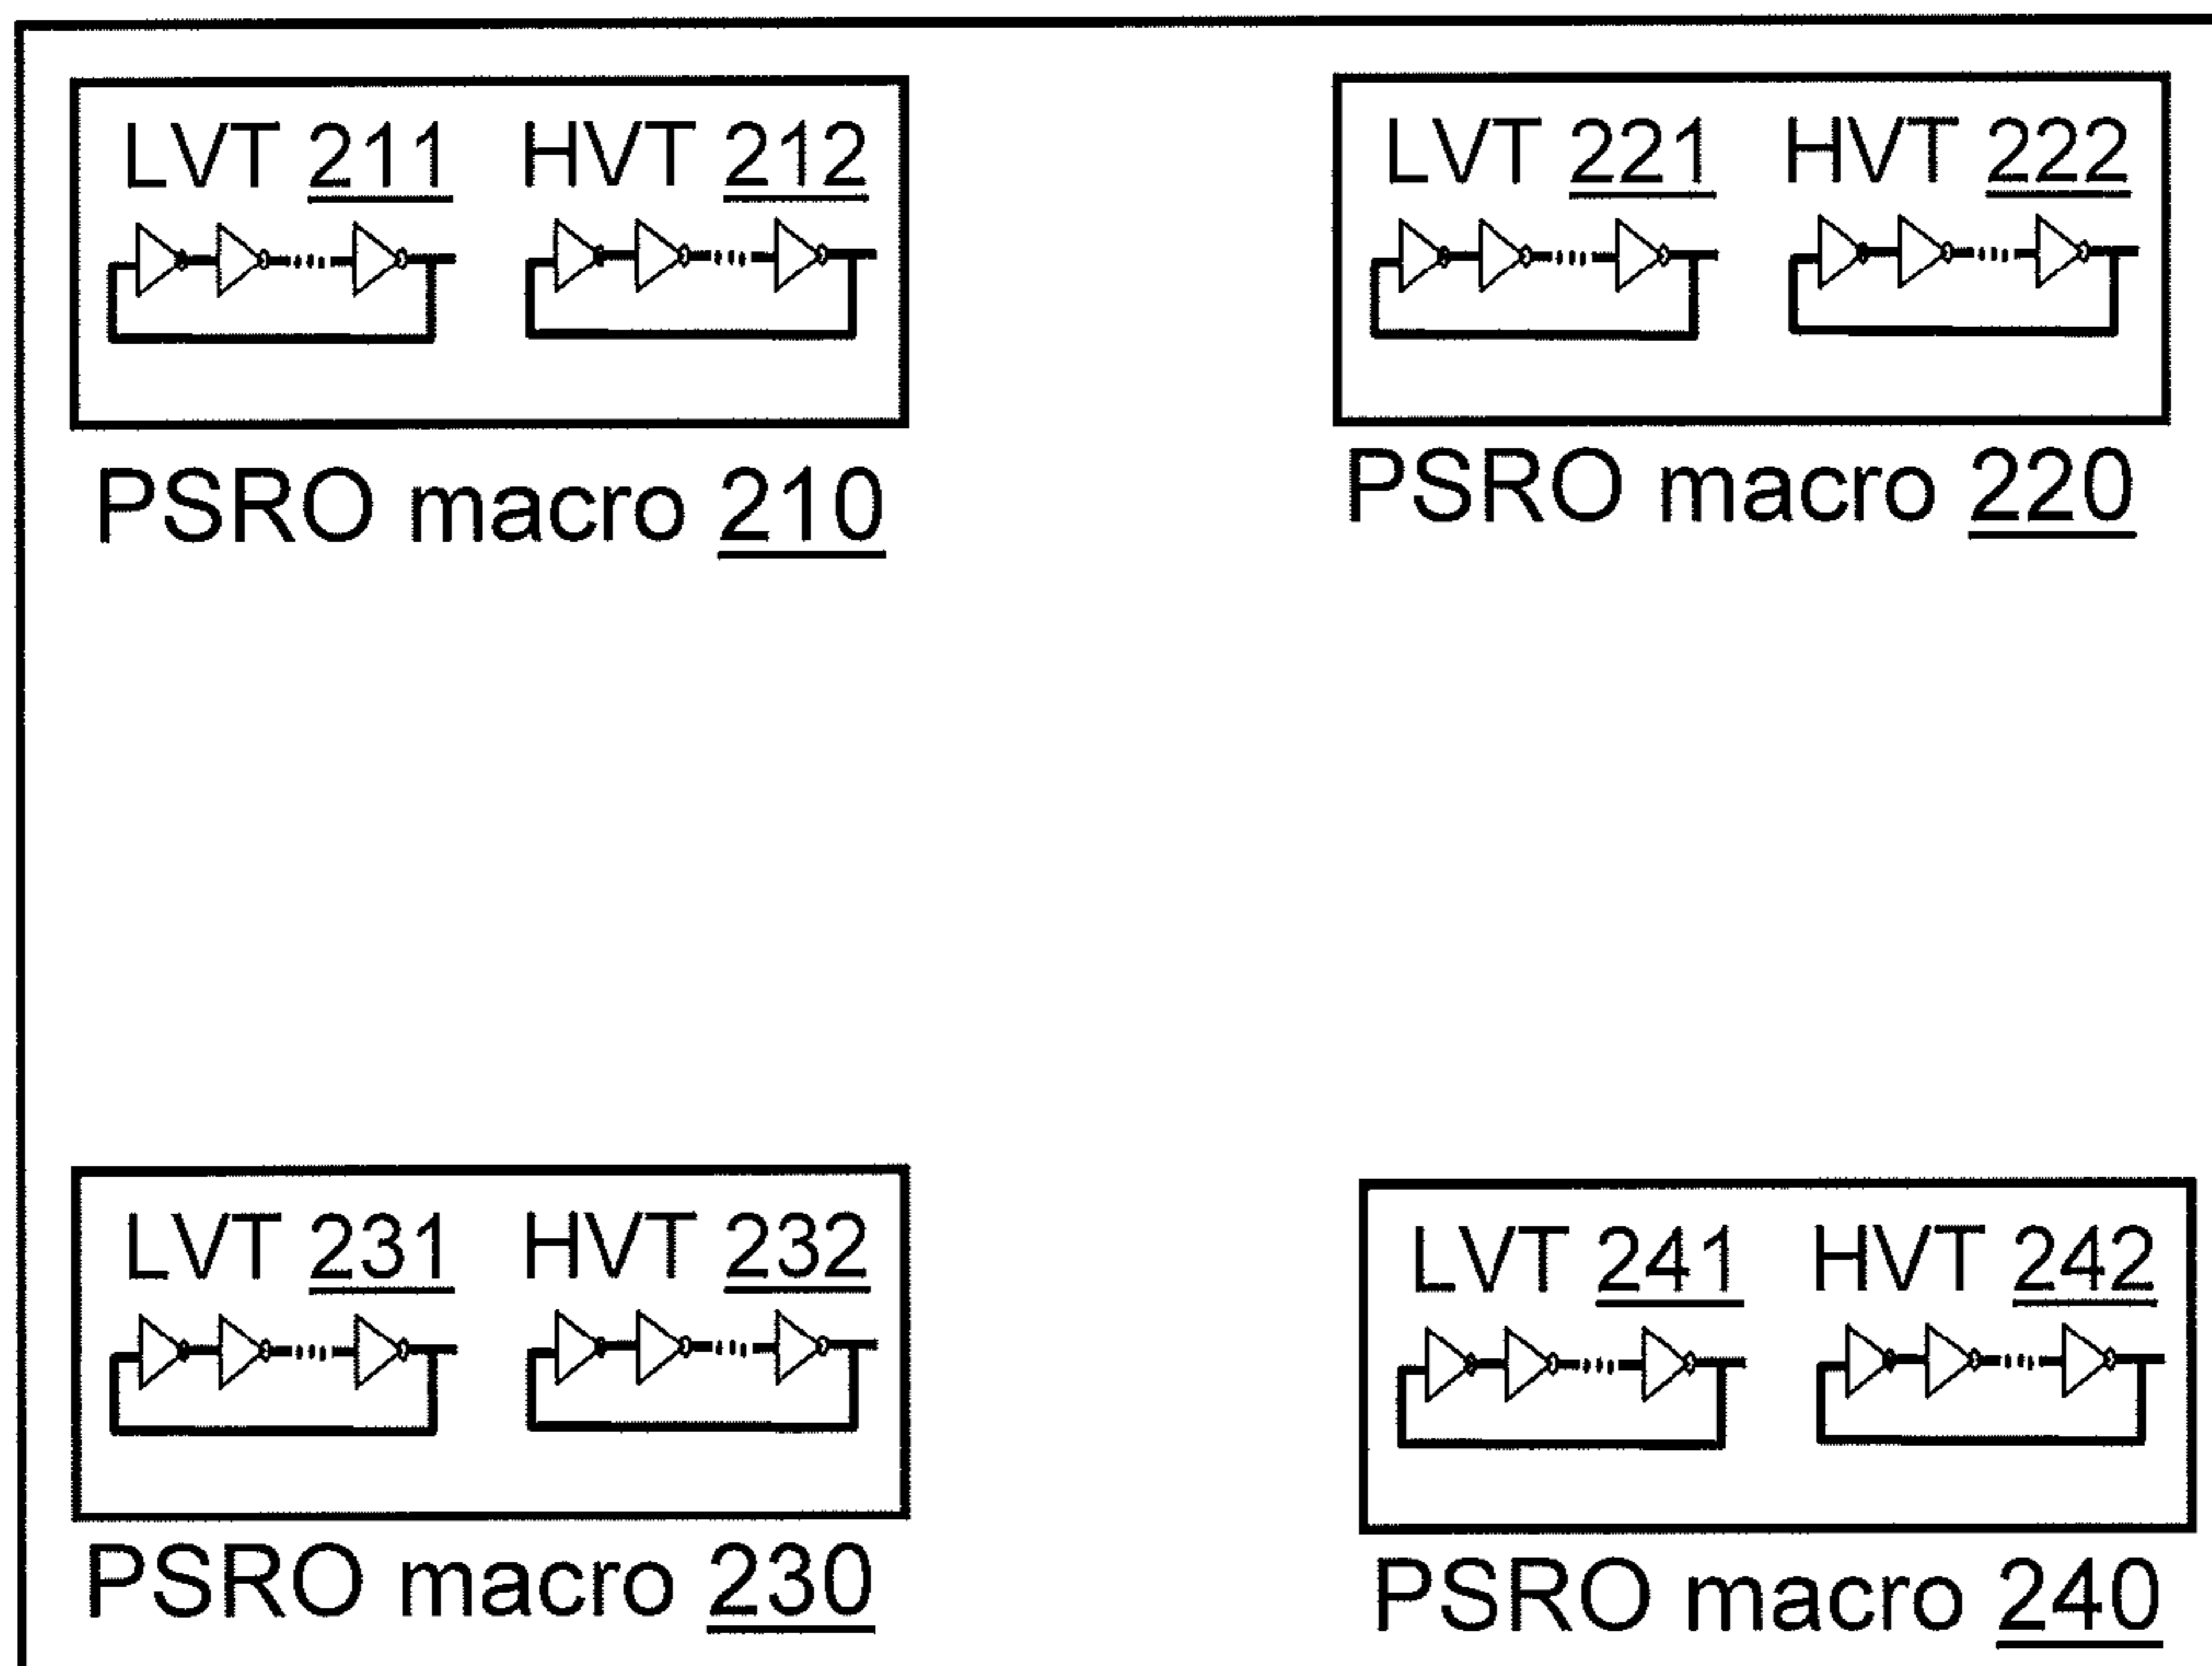 LVT 211 HVT 212
PSRO macro 210
LVT 221 HVT 222
PSRO macro 220
LVT 231 HVT 232
PSRO macro 230
LVT 241 HVT 242
PSRO macro 240